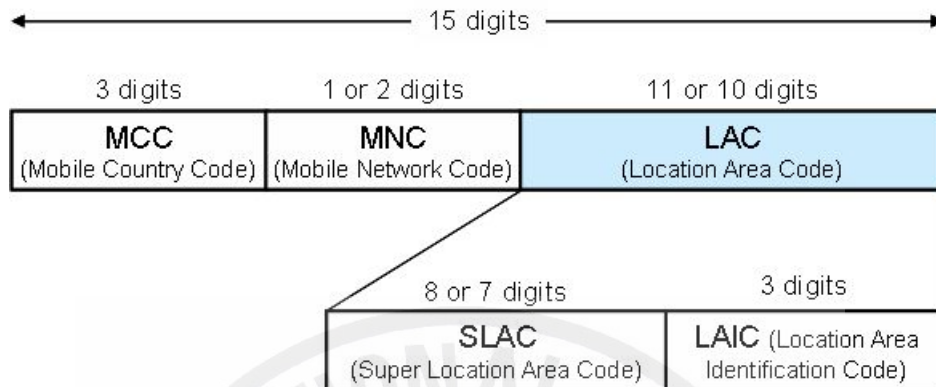 15 digits
3 digits 1 or 2 digits 11 or 10 digits
MCC MNC LAC
(Mobile Country Code) (Mobile Network Code) (Location Area Code)
8 or 7 digits 3 digits
SLAC LAIC (Location Area
(Super Location Area Code) Identification Code)